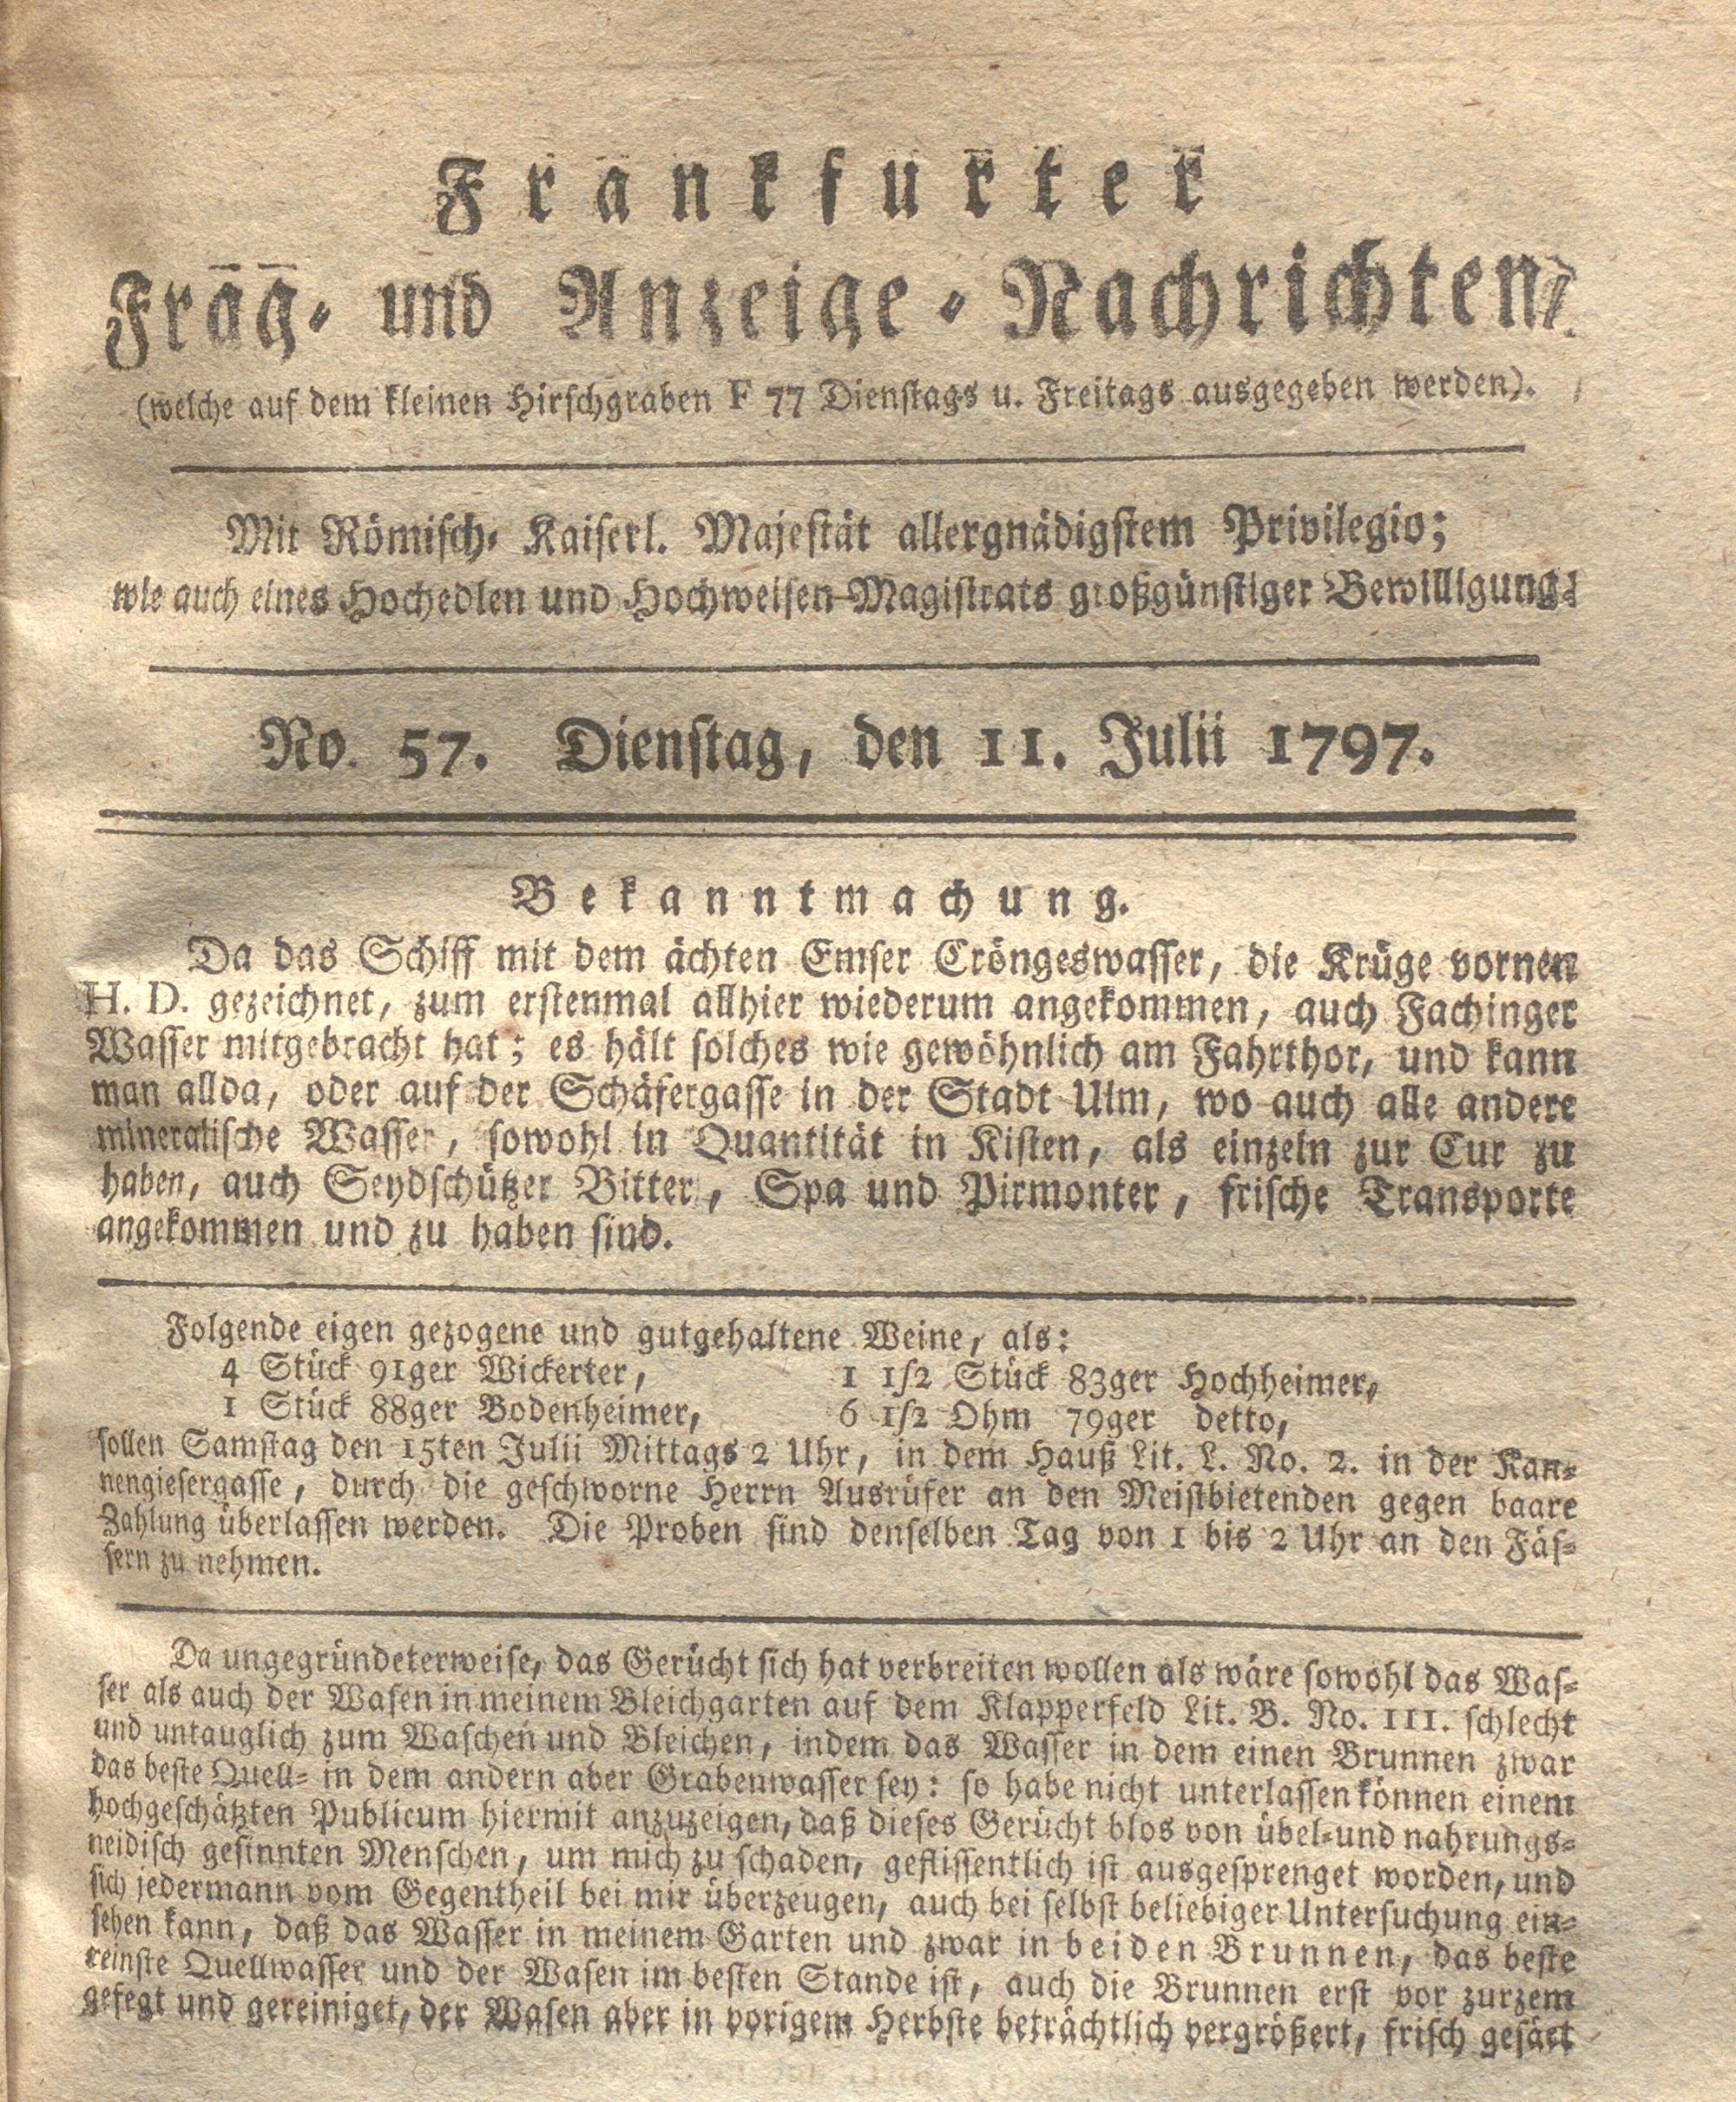 Frankfurter
Frag- und Anzeige-Nachrichten,
(welche auf dem kleinen Hirschgraben F 77 Dienstags u. Freitags ausgegeben werden).
Mit Römisch- Kaiserl. Majestät allergnädigstem Privilegio;
wie auch eines Hochedlen und Hochweisen Magistrats großgünstiger Bewilligung.
No. 57. Dienstag, den 11. Julii 1797.
Bekanntmachung.
Da das Schiff mit dem ächten Emser Cröngeswasser, die Krüge vornen
H. D. gezeichnet, zum erstenmal allhier wiederum angekommen, auch Fachinger
Wasser mitgebracht hat; es hält solches wie gewöhnlich am Fahrthor, und kann
man allda, oder auf der Schäfergasse in der Stadt Ulm, wo auch alle andere
mineralische Wasser, sowohl in Quantität in Kisten, als einzeln zur Cur zu
haben, auch Seydschützer Bitter, Spa und Pirmonter, frische Transporte
angekommen und zu haben sind.
Folgende eigen gezogene und gutgehaltene Weine, als:
4 Stück 91ger Wickerter, 1 1/2 Stück 83ger Hochheimer,
1 Stück 88ger Bodenheimer, 6 1/2 Ohm 79ger detto,
sollen Samstag den 15ten Julii Mittags 2 Uhr, in dem Hauß Lit. L. No. 2. in der Kan-
nengiesergasse, durch die geschworne Herrn Ausrüfer an den Meistbietenden gegen baare
Zahlung überlassen werden. Die Proben sind denselben Tag von 1 bis 2 Uhr an den Fäs-
sern zu nehmen.
Da ungegründeterweise, das Gerücht sich hat verbreiten wollen als wäre sowohl das Was-
ser als auch der Wasen in meinem Bleichgarten auf dem Klapperfeld Lit. B. No. 111. schlecht
und untauglich zum Waschen und Bleichen, indem das Wasser in dem einen Brunnen zwar
das beste Quell- in dem andern aber Grabenwasser sey: so habe nicht unterlassen können einem
hochgeschätzten Publicum hiermit anzuzeigen, daß dieses Gerücht blos von übel- und nahrungs-
neidisch gesinnten Menschen, um mich zu schaden, geflissentlich ist ausgesprenget worden, und
sich jedermann vom Gegentheil bei mir überzeugen, auch bei selbst beliebiger Untersuchung ein-
sehen kann, daß das Wasser in meinem Garten und zwar in beiden Brunnen, das beste
reinste Quellwasser und der Wasen im besten Stande ist, auch die Brunnen erst vor zurzem
gefegt und gereiniget, der Wasen aber in vorigem Herbste beträchtlich vergrößert, frisch gesäet